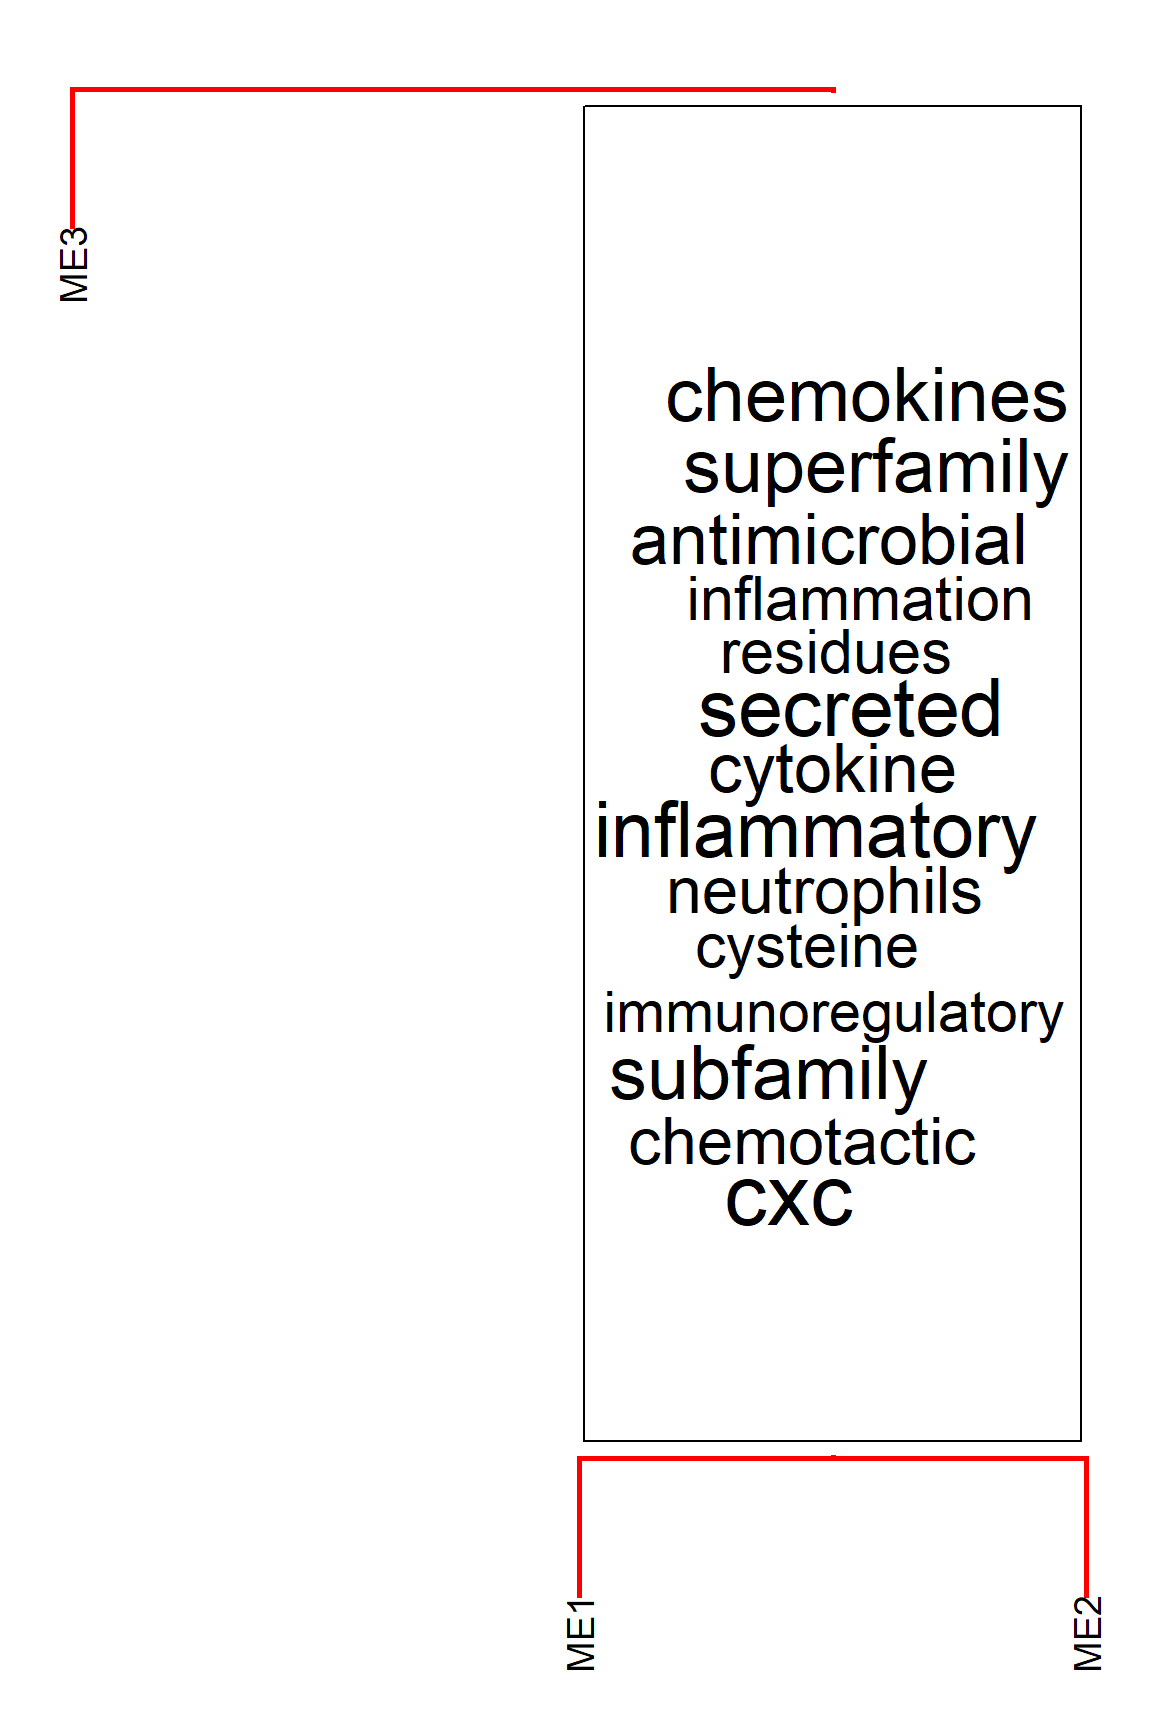 ME3
chemokines
superfamily
antimicrobial
inflammation
residues
secreted
cytokine
inflammatory
neutrophils
cysteine
immunoregulatory
subfamily
chemotactic
cxc
ME1
ME2